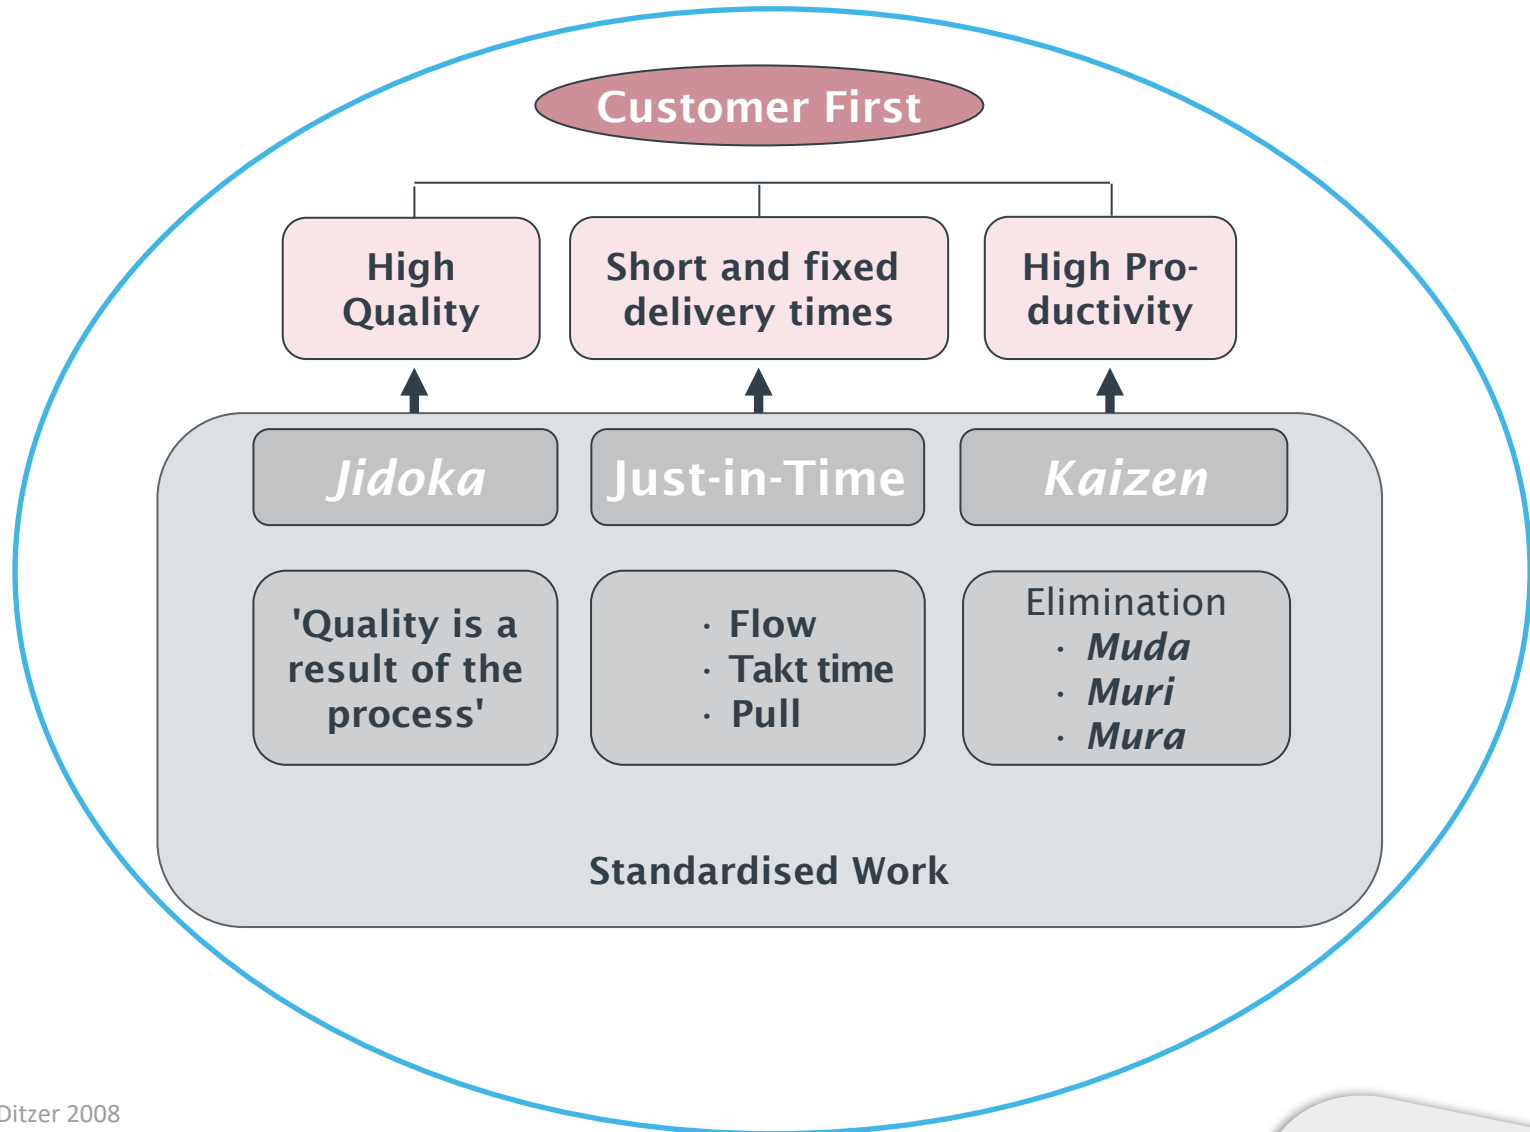 Customer First
High
Quality
Short and fixed
delivery times
High Pro-
ductivity
Jidoka
Just-in-Time
Kaizen
'Quality is a
result of the
process'
· Flow
· Takt time
· Pull
Elimination
· Muda
· Muri
· Mura
Standardised Work
Ditzer 2008